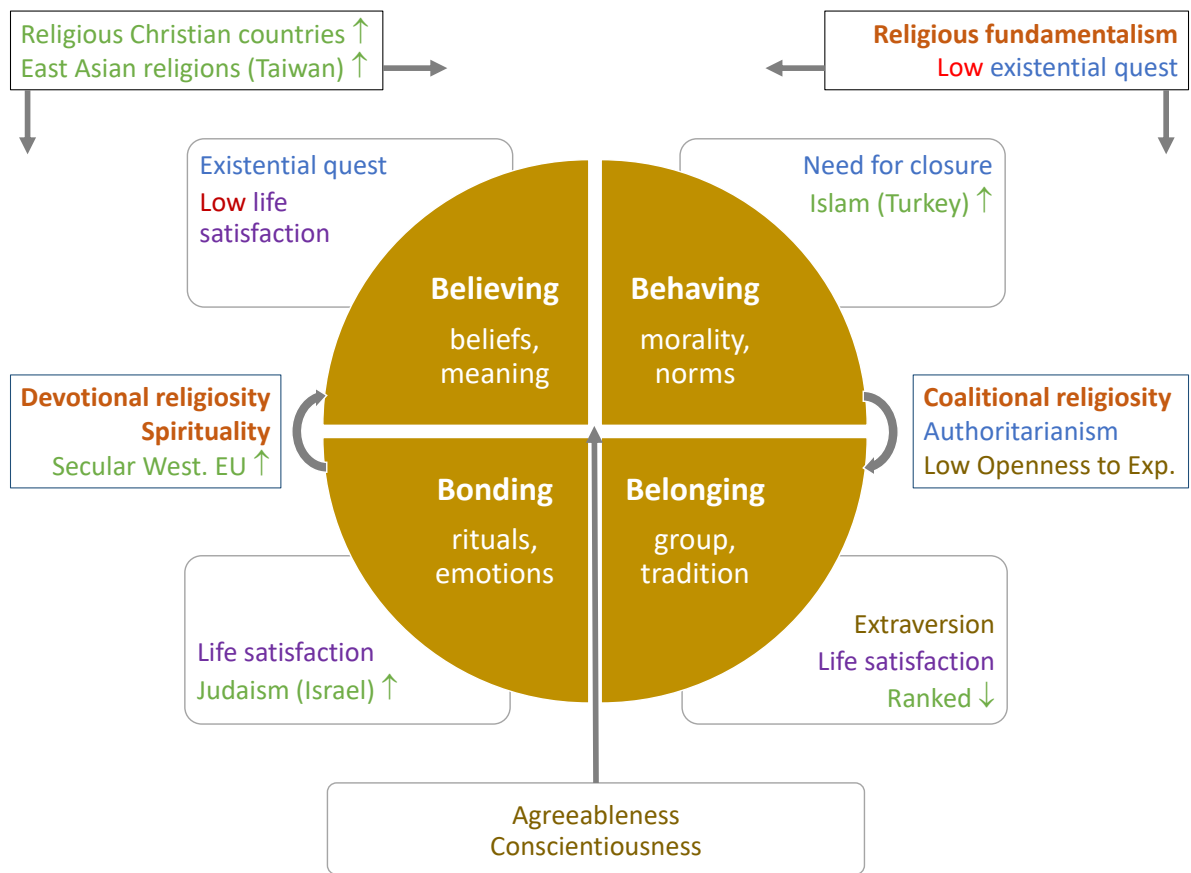 Religious Christian countries ↑
East Asian religions (Taiwan) ↑
Religious fundamentalism
Low existential quest
Existential quest
Low life
satisfaction
Need for closure
Islam (Turkey) ↑
Believing
beliefs,
meaning
Behaving
morality,
norms
Devotional religiosity
Spirituality
Secular West. EU ↑
Coalitional religiosity
Authoritarianism
Low Openness to Exp.
Bonding
rituals,
emotions
Belonging
group,
tradition
Life satisfaction
Judaism (Israel) ↑
Extraversion
Life satisfaction
Ranked ↓
Agreeableness
Conscientiousness